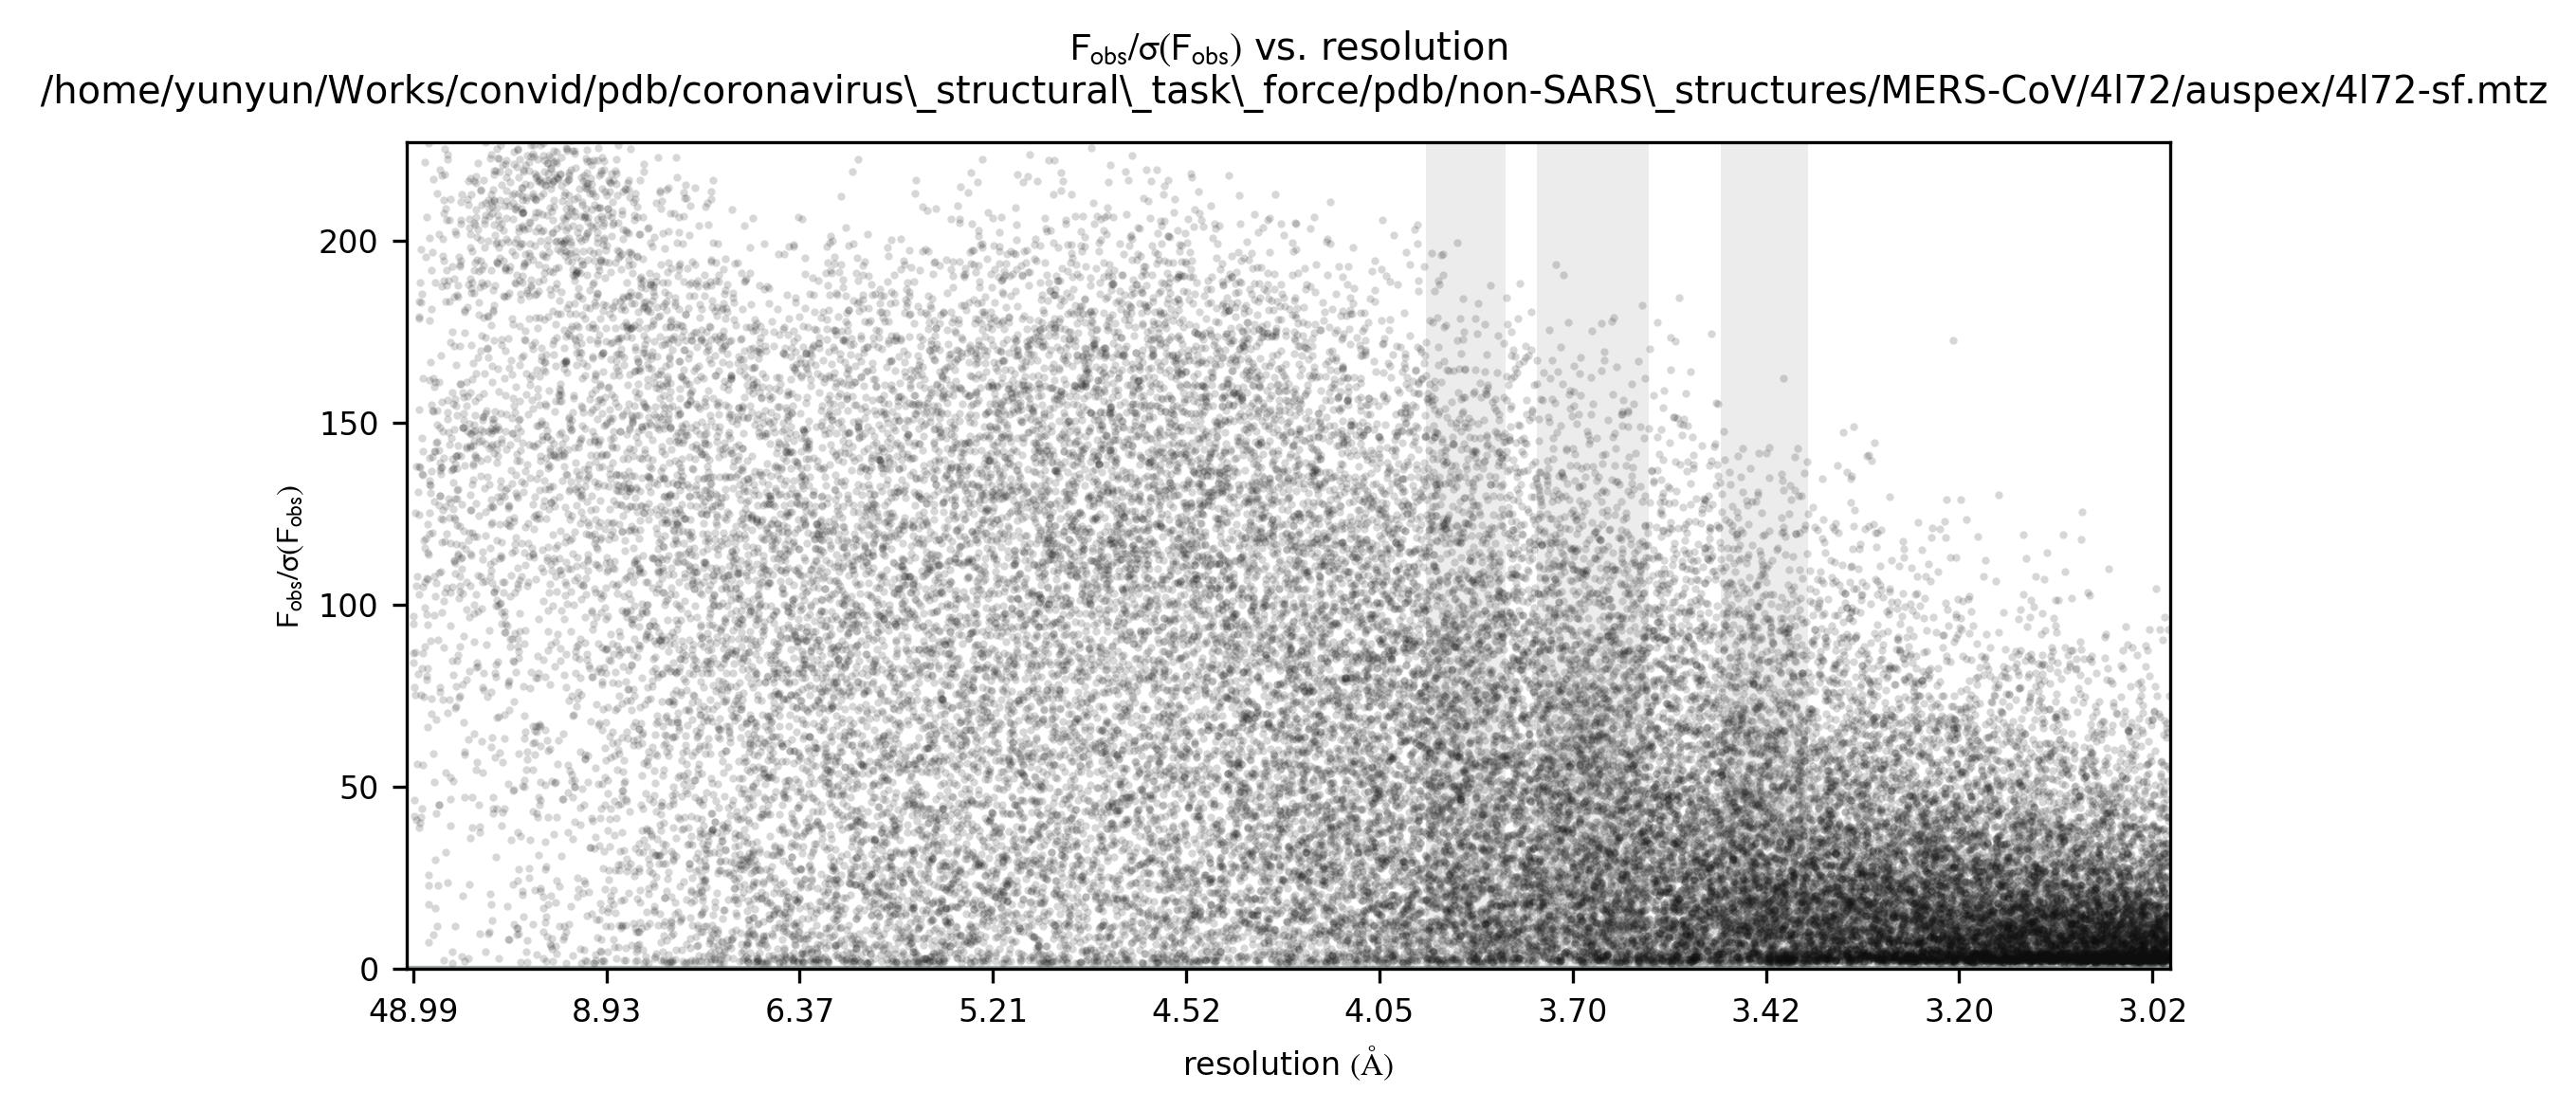 Fobs/σ(Fobs) vs. resolution
/home/yunyun/Works/convid/pdb/coronavirus\_structural\_task\_force/pdb/non-SARS\_structures/MERS-CoV/4l72/auspex/4l72-sf.mtz
Fobs/σ(Fobs)
200
150
100
50
0
48.99 8.93 6.37 5.21 4.52 4.05 3.70 3.42 3.20 3.02
resolution (Å)